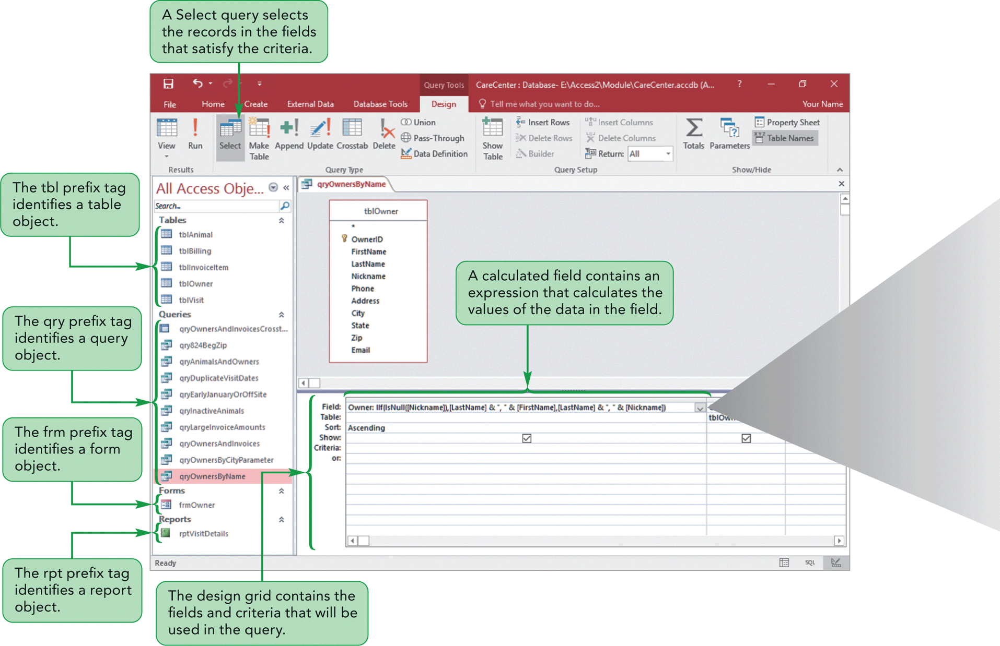 A Select query selects
the records in the fields
that satisfy the criteria.
Query Tools
CareCenter : Database- E:\Access2\Module\CareCenter.accdb (A...
?
File
Home
Create
External Data
Database Tools
Design
Tell me what you want to do...
Your Name
View
Run
Select
Make
Table
Append
Update
Crosstab
Delete
Union
Pass-Through
Data Definition
Show
Table
Insert Rows
Delete Rows
Builder
Insert Columns
Delete Columns
Return: All
Totals
Parameters
Property Sheet
Table Names
Results
Query Type
Query Setup
Show/Hide
The tbl prefix tag
identifies a table
object.
The qry prefix tag
identifies a query
object.
The frm prefix tag
identifies a form
object.
The rpt prefix tag
identifies a report
object.
All Access Obje...
Search...
Tables
tblAnimal
tblBilling
tblInvoiceItem
tblOwner
tblVisit
Queries
qryOwnersAndInvoicesCrosst...
qry824BegZip
qryAnimalsAndOwners
qryDuplicateVisitDates
qryEarlyJanuaryOrOffSite
qryInactiveAnimals
qryLargeInvoiceAmounts
qryOwnersAndInvoices
qryOwnersByCityParameter
qryOwnersByName
Forms
frmOwner
Reports
rptVisitDetails
qryOwnersByName
tblOwner
*
OwnerID
FirstName
LastName
Nickname
Phone
Address
City
State
Zip
Email
A calculated field contains an
expression that calculates the
values of the data in the field.
Field: Owner: IIf(IsNull([Nickname]),[LastName] & ", " & [FirstName],[LastName] & ", " & [Nickname])
Table:
Sort: Ascending
Show:
Criteria:
or:
Ready
SQL
The design grid contains the
fields and criteria that will be
used in the query.